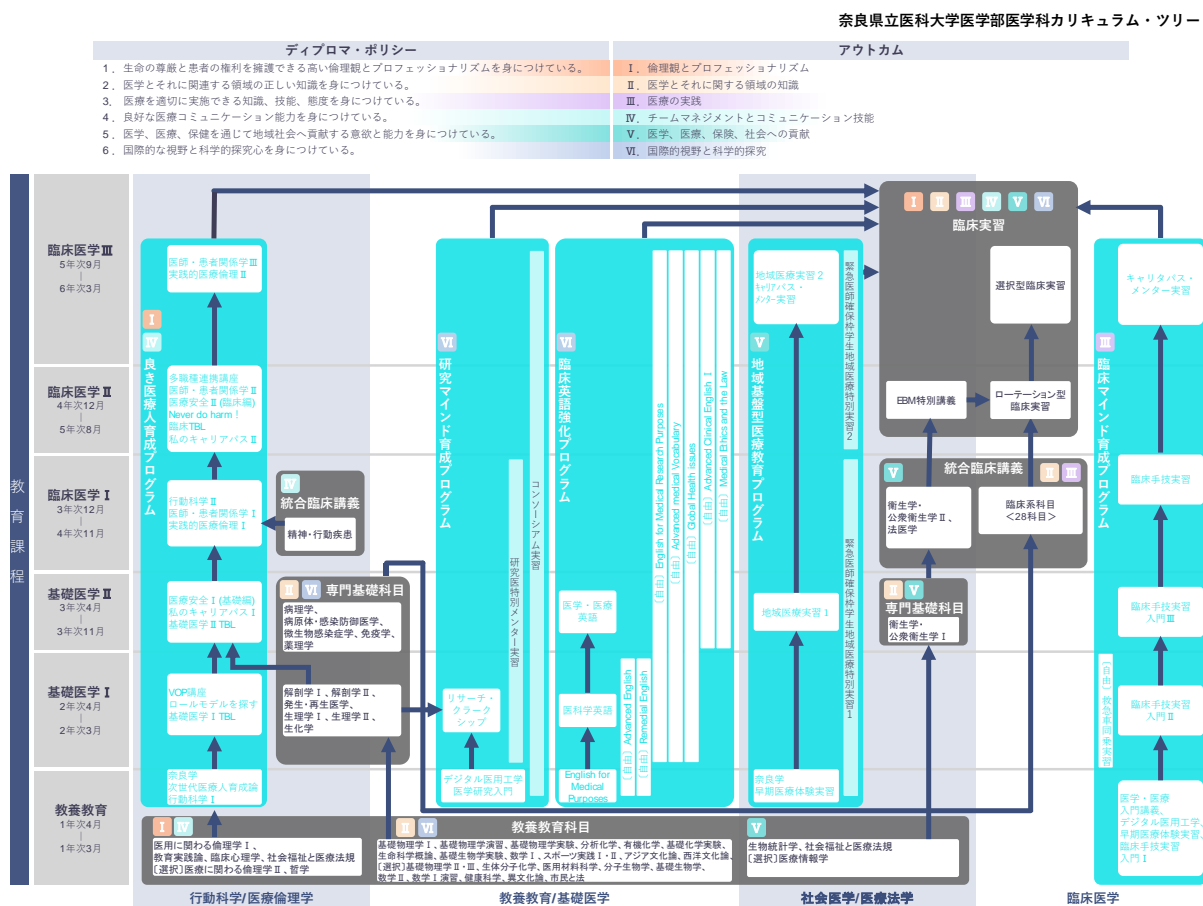 奈良県立医科大学医学部医学科カリキュラム・ツリー
ディプロマ・ポリシー
1．生命の尊厳と患者の権利を擁護できる高い倫理観とプロフェッショナリズムを身につけている。
2．医学とそれに関連する領域の正しい知識を身につけている。
3．医療を適切に実施できる知識、技能、態度を身につけている。
4．良好な医療コミュニケーション能力を身につけている。
5．医学、医療、保健を通じて地域社会へ貢献する意欲と能力を身につけている。
6．国際的な視野と科学的探究心を身につけている。
アウトカム
Ⅰ．倫理観とプロフェッショナリズム
Ⅱ．医学とそれに関する領域の知識
Ⅲ．医療の実践
Ⅳ．チームマネジメントとコミュニケーション技能
Ⅴ．医学、医療、保険、社会への貢献
Ⅵ．国際的視野と科学的探究
教育課程
臨床医学Ⅲ
5年次9月
|
6年次3月
臨床医学Ⅱ
4年次12月
|
5年次8月
臨床医学Ⅰ
3年次12月
|
4年次11月
基礎医学Ⅱ
3年次4月
|
3年次11月
基礎医学Ⅰ
2年次4月
|
2年次3月
教養教育
1年次4月
|
1年次3月
Ⅰ
Ⅳ
良き医療人育成プログラム
医師・患者関係学Ⅲ
実践的医療倫理Ⅱ
多職種連携講座
医師・患者関係学Ⅱ
医療安全Ⅱ(臨床編)
Never do harm！
臨床TBL
私のキャリアパスⅡ
行動科学Ⅱ
医師・患者関係学Ⅰ
実践的医療倫理Ⅰ
医療安全Ⅰ(基礎編)
私のキャリアパスⅠ
基礎医学ⅡTBL
VOP講座
ロールモデルを探す
基礎医学ⅠTBL
奈良学
次世代医療人育成論
行動科学Ⅰ
Ⅳ
統合臨床講義
精神・行動疾患
Ⅱ Ⅵ 専門基礎科目
病理学、
病原体・感染防御医学、
微生物感染症学、免疫学、
薬理学
解剖学Ⅰ、解剖学Ⅱ、
発生・再生医学、
生理学Ⅰ、生理学Ⅱ、
生化学
Ⅵ
研究マインド育成プログラム
リサーチ・
クラーク
シップ
デジタル医用工学
医学研究入門
研究医特別メンター実習
コンソーシアム実習
Ⅵ
臨床英語強化プログラム
医学・医療
英語
医科学英語
English for
Medical
Purposes
〔自由〕Advanced English
〔自由〕Remedial English
〔自由〕English for Medical Research Purposes
〔自由〕Advanced medical Vocabulary
〔自由〕Global Health issues
〔自由〕Advanced Clinical English Ⅰ
〔自由〕Medical Ethics and the Law
Ⅴ
地域基盤型医療教育プログラム
地域医療実習2
ｷｬﾘｱﾊﾟｽ・
ﾒﾝﾀｰ実習
地域医療実習1
奈良学
早期医療体験実習
緊急医師確保枠学生地域医療特別実習2
緊急医師確保枠学生地域医療特別実習1
Ⅰ Ⅱ Ⅲ Ⅳ Ⅴ Ⅵ
臨床実習
選択型臨床実習
EBM特別講義
ローテーション型
臨床実習
Ⅴ 統合臨床講義 Ⅱ Ⅲ
衛生学・
公衆衛生学Ⅱ、
法医学
臨床系科目
＜28科目＞
Ⅱ Ⅴ
専門基礎科目
衛生学・
公衆衛生学Ⅰ
Ⅲ
臨床マインド育成プログラム
キャリタパス・
メンター実習
臨床手技実習
臨床手技実習
入門Ⅲ
臨床手技実習
入門Ⅱ
〔自由〕救急車同乗実習
医学・医療
入門講義、
デジタル医用工学、
早期医療体験実習、
臨床手技実習
入門Ⅰ
Ⅰ Ⅳ
Ⅱ Ⅵ
教養教育科目
Ⅴ
医用に関わる倫理学Ⅰ、
教育実践論、臨床心理学、社会福祉と医療法規
〔選択〕医療に関わる倫理学Ⅱ、哲学
基礎物理学Ⅰ、基礎物理学演習、基礎物理学実験、分析化学、有機化学、基礎化学実験、
生命科学概論、基礎生物学実験、数学Ⅰ、スポーツ実践Ⅰ・Ⅱ、アジア文化論、西洋文化論、
〔選択〕基礎物理学Ⅱ・Ⅲ、生体分子化学、医用材料科学、分子生物学、基礎生物学、
数学Ⅱ、数学Ⅰ演習、健康科学、異文化論、市民と法
生物統計学、社会福祉と医療法規
〔選択〕医療情報学
行動科学/医療倫理学
教養教育/基礎医学
社会医学/医療法学
臨床医学